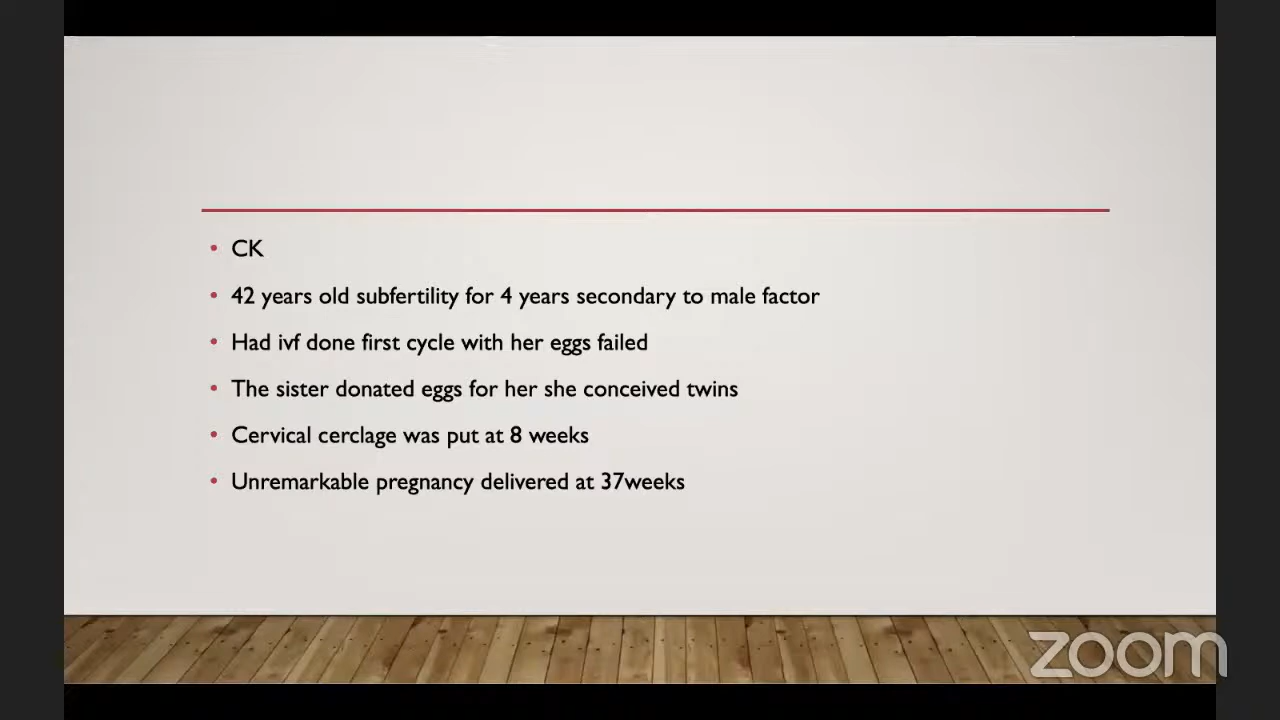 CK
42 years old subfertility for 4 years secondary to male factor
Had ivf done first cycle with her eggs failed
The sister donated eggs for her she conceived twins
Cervical cerclage was put at 8 weeks
Unremarkable pregnancy delivered at 37weeks
zoom